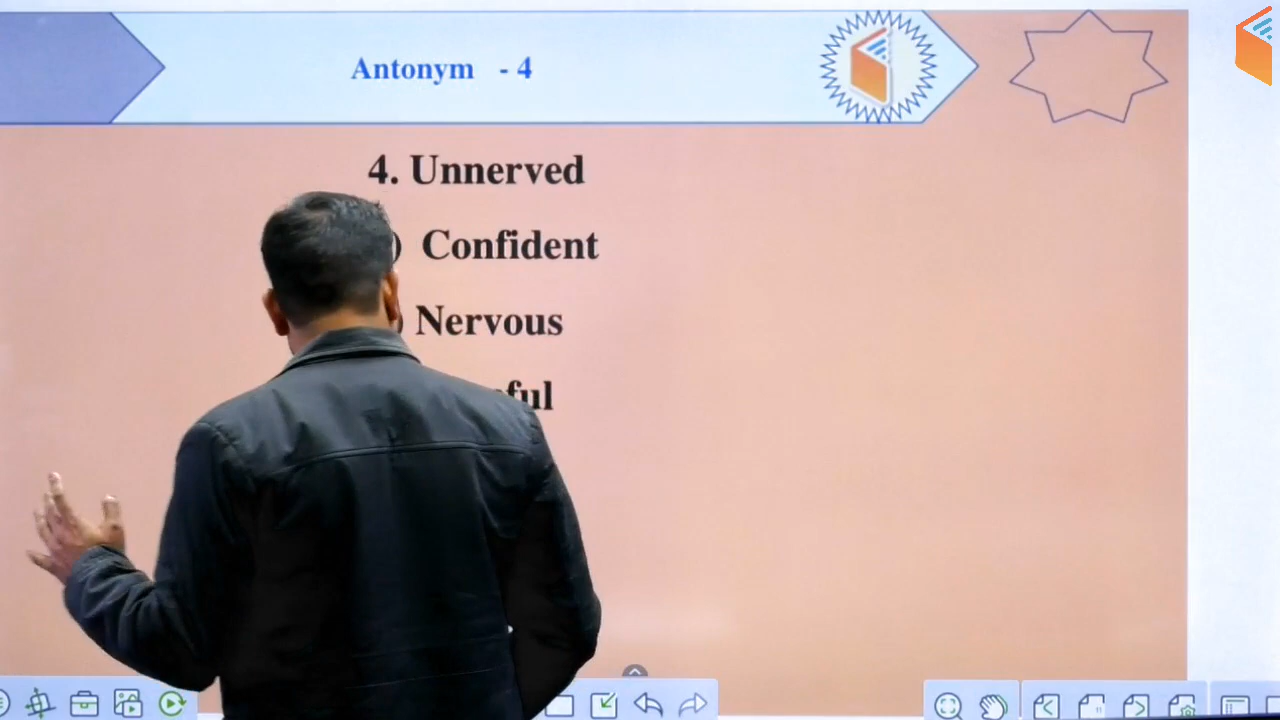 Antonym - 4
4. Unnerved
) Confident
) Nervous